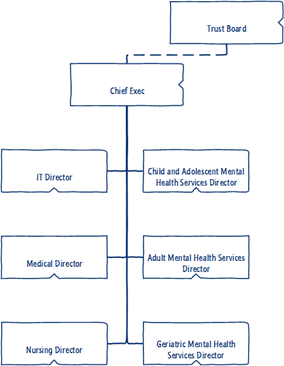 Trust Board
Chief Exec
IT Director
Child and Adolescent Mental
Health Services Director
Medical Director
Adult Mental Health Services
Director
Nursing Director
Geriatric Mental Health
Services Director